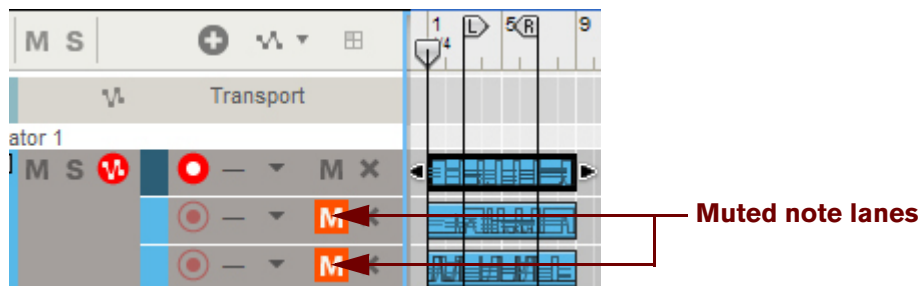 M S 1 L 5 R 9
/4
Transport
ator 1
M S M
M Muted note lanes
M